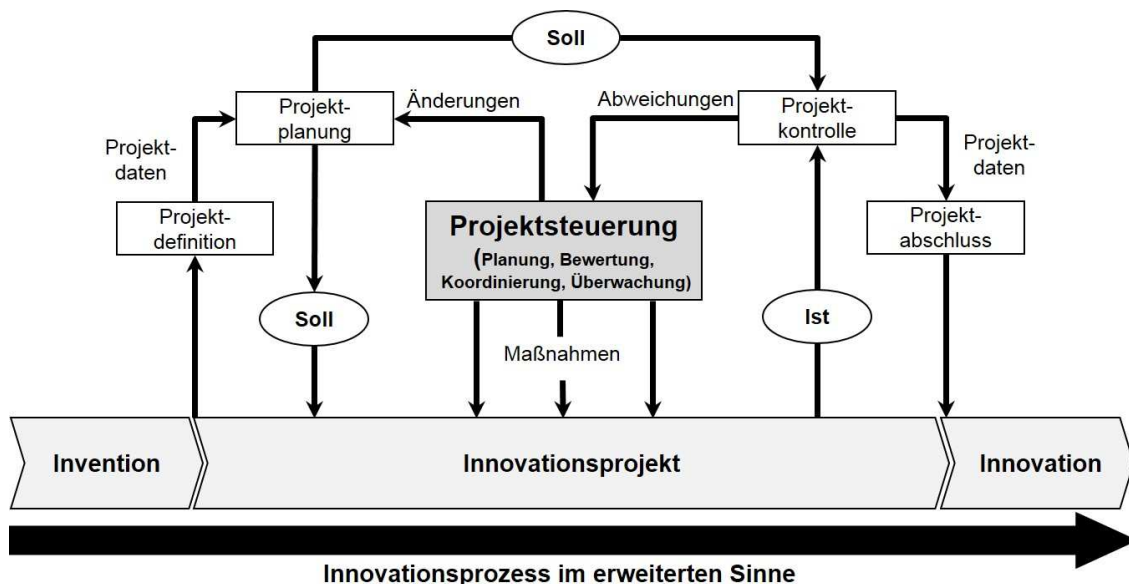 Soll
Projekt-
planung
Änderungen
Abweichungen
Projekt-
kontrolle
Projekt-
daten
Projekt-
daten
Projekt-
definition
Projektsteuerung
(Planung, Bewertung,
Koordinierung, Überwachung)
Projekt-
abschluss
Soll
Ist
Maßnahmen
Invention
Innovationsprojekt
Innovation
Innovationsprozess im erweiterten Sinne